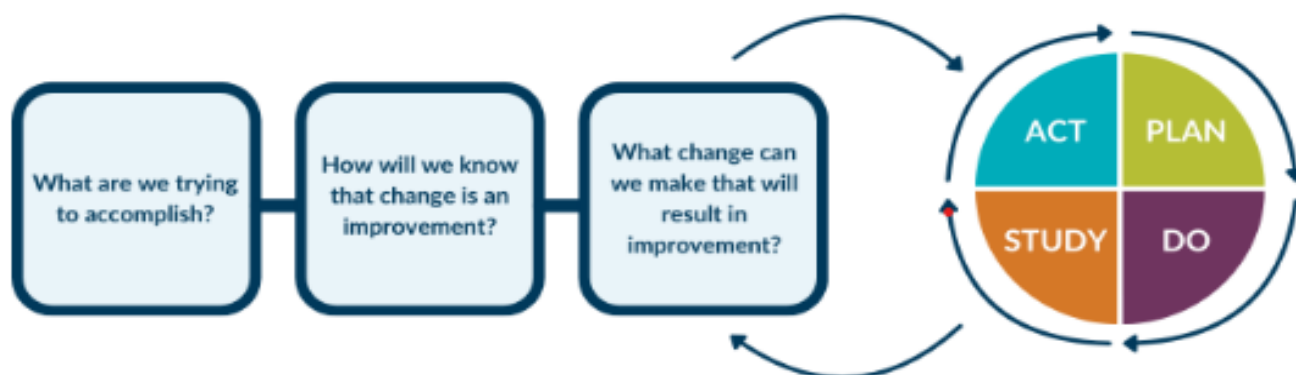 What are we trying
to accomplish?
How will we know
that change is an
improvement?
What change can
we make that will
result in
improvement?
ACT
PLAN
STUDY
DO